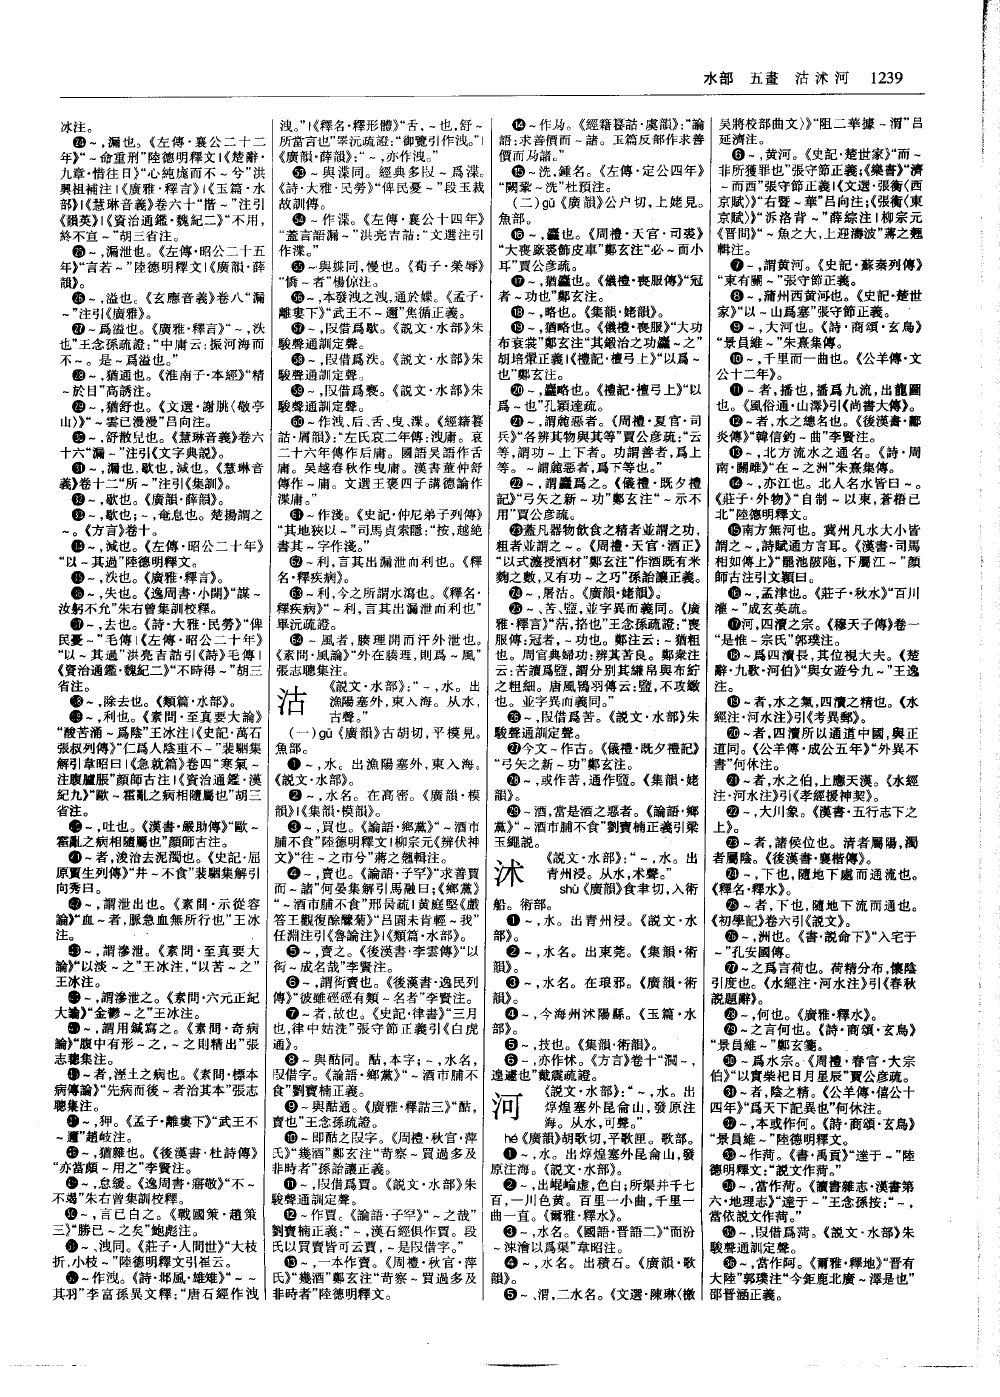 水部　五畫　沽沭河　1239
冰注。
㉔～,漏也。《左傳·襄公二十二
年》“～命重刑”陸德明釋文|《楚辭·
九章·惜往日》“心純庬而不～兮”洪
興祖補注|《廣雅·釋言》|《玉篇·水
部》|《慧琳音義》卷六十“惛～”注引
《韻英》|《資治通鑑·魏紀二》“不用,
終不宣～”胡三省注。
㉕～,漏泄也。《左傳·昭公二十五
年》“言若～”陸德明釋文|《廣韻·薛
韻》。
㉖～,溢也。《玄應音義》卷八“漏
～”注引《廣雅》。
㉗～爲溢也。《廣雅·釋言》“～,泆
也”王念孫疏證:“中庸云:振河海而
不～。是～爲溢也。”
㉘～,猶通也。《淮南子·本經》“精
～於目”高誘注。
㉙～,猶舒也。《文選·謝朓〈敬亭
山〉》“～雲已漫漫”吕向注。
㉚～,舒散皃也。《慧琳音義》卷六
十六“漏～”注引《文字典説》。
㉛～,漏也,歇也,減也。《慧琳音
義》卷十二“所～”注引《集訓》。
㉜～,歇也。《廣韻·薛韻》。
㉝～,歇也;～,奄息也。楚揚謂之
～。《方言》卷十。
㉞～,減也。《左傳·昭公二十年》
“以～其過”陸德明釋文。
㉟～,泆也。《廣雅·釋言》。
㊱～,失也。《逸周書·小開》“謀～
汝躬不允”朱右曾集訓校釋。
㊲～,去也。《詩·大雅·民勞》“俾
民憂～”毛傳|《左傳·昭公二十年》
“以～其過”洪亮吉詁引《詩》毛傳|
《資治通鑑·魏紀二》“不時得～”胡三
省注。
㊳～,除去也。《類篇·水部》。
㊴～,利也。《素問·至真要大論》
“酸苦涌～爲陰”王冰注|《史記·萬石
張叔列傳》“仁爲人陰重不～”裴駰集
解引韋昭曰|《急就篇》卷四“寒氣～
注腹臚脹”顔師古注|《資治通鑑·漢
紀九》“歐～霍亂之病相隨屬也”胡三
省注。
㊵～,吐也。《漢書·嚴助傳》“歐～
霍亂之病相隨屬也”顔師古注。
㊶～者,浚治去泥濁也。《史記·屈
原賈生列傳》“井～不食”裴駰集解引
向秀曰。
㊷～,謂泄出也。《素問·示從容
論》“血～者,脈急血無所行也”王冰
注。
㊸～,謂滲泄。《素問·至真要大
論》“以淡～之”王冰注,“以苦～之”
王冰注。
㊹～,謂滲泄之。《素問·六元正紀
大論》“金鬱～之”王冰注。
㊺～,謂用鍼寫之。《素問·奇病
論》“腹中有形～之,～之則精出”張
志聰集注。
㊻～者,溼土之病也。《素問·標本
病傳論》“先病而後～者治其本”張志
聰集注。
㊼～,狎。《孟子·離婁下》“武王不
～邇”趙岐注。
㊽～,猶雜也。《後漢書·杜詩傳》
“亦當頗～用之”李賢注。
㊾～,怠緩。《逸周書·寤敬》“不～
不竭”朱右曾集訓校釋。
㊿～,言已白之。《戰國策·趙策
三》“勝已～之矣”鮑彪注。
～、洩同。《莊子·人間世》“大枝
折,小枝～”陸德明釋文引崔云。
～作洩。《詩·邶風·雄雉》“～～
其羽”李富孫異文釋:“唐石經作洩
洩。”|《釋名·釋形體》“舌,～也,舒～
所當言也”畢沅疏證:“御覽引作洩。”|
《廣韻·薛韻》:“～,亦作洩。”
～與渫同。經典多叚～爲渫。
《詩·大雅·民勞》“俾民憂～”段玉裁
故訓傳。
～作渫。《左傳·襄公十四年》
“蓋言語漏～”洪亮吉詁:“文選注引
作渫。”
～與媟同,慢也。《荀子·榮辱》
“憍～者”楊倞注。
～,本發洩之洩,通於媟。《孟子·
離婁下》“武王不～邇”焦循正義。
～,叚借爲歇。《説文·水部》朱
駿聲通訓定聲。
～,叚借爲泆。《説文·水部》朱
駿聲通訓定聲。
～,叚借爲褻。《説文·水部》朱
駿聲通訓定聲。
～作洩、后、舌、曳、渫。《經籍籑
詁·屑韻》:“左氏哀二年傳:洩庸。哀
二十六年傳作后庸。國語吳語作舌
庸。吳越春秋作曳庸。漢書董仲舒
傳作～庸。文選王襃四子講德論作
渫庸。”
～作淺。《史記·仲尼弟子列傳》
“其地狹以～”司馬貞索隱:“按,越絶
書其～字作淺。”
～利,言其出漏泄而利也。《釋
名·釋疾病》。
～利,今之所謂水瀉也。《釋名·
釋疾病》“～利,言其出漏泄而利也”
畢沅疏證。
～風者,腠理開而汗外泄也。
《素問·風論》“外在腠理,則爲～風”
張志聰集注。
沽　《説文·水部》:“～,水。出
漁陽塞外,東入海。从水,
古聲。”
(一)gū《廣韻》古胡切,平模見。
魚部。
❶～,水。出漁陽塞外,東入海。
《説文·水部》。
❷～,水名。在高密。《廣韻·模
韻》|《集韻·模韻》。
❸～,買也。《論語·鄉黨》“～酒市
脯不食”陸德明釋文|柳宗元《辨伏神
文》“往～之市兮”蔣之翹輯注。
❹～,賣也。《論語·子罕》“求善賈
而～諸”何晏集解引馬融曰;《鄉黨》
“～酒市脯不食”邢昺疏|黄庭堅《戲
答王觀復酴醾菊》“吕園未肯輕～我”
任淵注引《魯論注》|《類篇·水部》。
❺～,賣之。《後漢書·李雲傳》“以
衒～成名哉”李賢注。
❻～,謂衒賣也。《後漢書·逸民列
傳》“彼雖硜硜有類～名者”李賢注。
❼～者,故也。《史記·律書》“三月
也,律中姑洗”張守節正義引《白虎
通》。
❽～與酤同。酤,本字;～,水名,
叚借字。《論語·鄉黨》“～酒市脯不
食”劉寶楠正義。
❾～與酤通。《廣雅·釋詁三》“酤,
賣也”王念孫疏證。
❿～即酤之叚字。《周禮·秋官·萍
氏》“幾酒”鄭玄注“苛察～買過多及
非時者”孫詒讓正義。
⓫～,叚借爲賈。《説文·水部》朱
駿聲通訓定聲。
⓬～作賈。《論語·子罕》“～之哉”
劉寶楠正義:“～,漢石經俱作賈。段
氏以買賣皆可云賈,～是叚借字。”
⓭～,一本作賣。《周禮·秋官·萍
氏》“幾酒”鄭玄注“苛察～買過多及
非時者”陸德明釋文。
⓮～作夃。《經籍籑詁·虞韻》:“論
語:求善價而～諸。玉篇反部作求善
價而夃諸。”
⓯～洗,鍾名。《左傳·定公四年》
“闕鞏～洗”杜預注。
(二)gǔ《廣韻》公户切,上姥見。
魚部。
⓰～,麤也。《周禮·天官·司裘》
“大喪廞裘飾皮車”鄭玄注“必～而小
耳”賈公彦疏。
⓱～,猶麤也。《儀禮·喪服傳》“冠
者～功也”鄭玄注。
⓲～,略也。《集韻·姥韻》。
⓳～,猶略也。《儀禮·喪服》“大功
布衰裳”鄭玄注“其鍛治之功麤～之”
胡培翬正義|《禮記·檀弓上》“以爲～
也”鄭玄注。
⓴～,麤略也。《禮記·檀弓上》“以
爲～也”孔穎達疏。
㉑～,謂麤惡者。《周禮·夏官·司
兵》“各辨其物與其等”賈公彦疏:“云
等,謂功～上下者。功謂善者,爲上
等。～謂麤惡者,爲下等也。”
㉒～,謂麤爲之。《儀禮·既夕禮
記》“弓矢之新～功”鄭玄注“～示不
用”賈公彦疏。
㉓蓋凡器物飲食之精者並謂之功,
粗者並謂之～。《周禮·天官·酒正》
“以式灋授酒材”鄭玄注“作酒既有米
麴之數,又有功～之巧”孫詒讓正義。
㉔～,屠沽。《廣韻·姥韻》。
㉕～、苦、盬,並字異而義同。《廣
雅·釋言》“𦯶,䇢也”王念孫疏證:“喪
服傳:冠者,～功也。鄭注云:～猶粗
也。周官典婦功:辨其苦良。鄭衆注
云:苦讀爲盬,謂分别其縑帛與布紵
之粗細。唐風鴇羽傳云:盬,不攻緻
也。並字異而義同。”
㉖～,叚借爲苦。《説文·水部》朱
駿聲通訓定聲。
㉗今文～作古。《儀禮·既夕禮記》
“弓矢之新～功”鄭玄注。
㉘～,或作苦,通作盬。《集韻·姥
韻》。
㉙～酒,當是酒之惡者。《論語·鄉
黨》“～酒市脯不食”劉寶楠正義引梁
玉繩説。
沭　《説文·水部》:“～,水。出
青州浸。从水,术聲。”
shù《廣韻》食聿切,入術
船。術部。
❶～,水。出青州浸。《説文·水
部》。
❷～,水名。出東莞。《集韻·術
韻》。
❸～,水名。在琅邪。《廣韻·術
韻》。
❹～,今海州沭陽縣。《玉篇·水
部》。
❺～,技也。《集韻·術韻》。
❻～,亦作怵。《方言》卷十“㵍～,
遑遽也”戴震疏證。
河　《説文·水部》:“～,水。出
焞煌塞外昆侖山,發原注
海。从水,可聲。”
hé《廣韻》胡歌切,平歌匣。歌部。
❶～,水。出焞煌塞外昆侖山,發
原注海。《説文·水部》。
❷～,出崐崘虚,色白;所渠并千七
百,一川色黄。百里一小曲,千里一
曲一直。《爾雅·釋水》。
❸～,水名。《國語·晋語二》“而汾
～涑澮以爲渠”韋昭注。
❹～,水名。出積石。《廣韻·歌
韻》。
❺～、渭,二水名。《文選·陳琳〈檄
吴將校部曲文〉》“阻二華據～渭”吕
延濟注。
❻～,黄河。《史記·楚世家》“而～
非所獲罪也”張守節正義;《樂書》“濟
～而西”張守節正義|《文選·張衡〈西
京賦〉》“右暨～華”吕向注;《張衡〈東
京賦〉》“泝洛背～”薛綜注|柳宗元
《晋問》“～魚之大,上迎濤波”蔣之翹
輯注。
❼～,謂黄河。《史記·蘇秦列傳》
“東有關～”張守節正義。
❽～,蒲州西黄河也。《史記·楚世
家》“以～山爲塞”張守節正義。
❾～,大河也。《詩·商頌·玄鳥》
“景員維～”朱熹集傳。
❿～,千里而一曲也。《公羊傳·文
公十二年》。
⓫～者,播也,播爲九流,出龍圖
也。《風俗通·山澤》引《尚書大傳》。
⓬～者,水之總名也。《後漢書·酈
炎傳》“韓信釣～曲”李賢注。
⓭～,北方流水之通名。《詩·周
南·關雎》“在～之洲”朱熹集傳。
⓮～,亦江也。北人名水皆曰～。
《莊子·外物》“自制～以東,蒼梧已
北”陸德明釋文。
⓯南方無河也。冀州凡水大小皆
謂之～,詩賦通方言耳。《漢書·司馬
相如傳上》“罷池陂陁,下屬江～”顔
師古注引文穎曰。
⓰～,孟津也。《莊子·秋水》“百川
灌～”成玄英疏。
⓱河,四瀆之宗。《穆天子傳》卷一
“是惟～宗氏”郭璞注。
⓲～爲四瀆長,其位視大夫。《楚
辭·九歌·河伯》“與女遊兮九～”王逸
注。
⓳～者,水之氣,四瀆之精也。《水
經注·河水注》引《考異郵》。
⓴～者,四瀆所以通道中國,與正
道同。《公羊傳·成公五年》“外異不
書”何休注。
㉑～者,水之伯,上應天漢。《水經
注·河水注》引《孝經援神契》。
㉒～,大川象。《漢書·五行志下之
上》。
㉓～者,諸侯位也。清者屬陽,濁
者屬陰。《後漢書·襄楷傳》。
㉔～,下也,隨地下處而通流也。
《釋名·釋水》。
㉕～者,下也,隨地下流而通也。
《初學記》卷六引《説文》。
㉖～,洲也。《書·説命下》“入宅于
～”孔安國傳。
㉗～之爲言荷也。荷精分布,懷陰
引度也。《水經注·河水注》引《春秋
説題辭》。
㉘～,何也。《廣雅·釋水》。
㉙～之言何也。《詩·商頌·玄鳥》
“景員維～”鄭玄箋。
㉚～爲水宗。《周禮·春官·大宗
伯》“以實柴祀日月星辰”賈公彦疏。
㉛～者,陰之精。《公羊傳·僖公十
四年》“爲天下記異也”何休注。
㉜～,本或作何。《詩·商頌·玄鳥》
“景員維～”陸德明釋文。
㉝～作菏。《書·禹貢》“達于～”陸
德明釋文:“説文作菏。”
㉞～,當作荷。《讀書雜志·漢書第
六·地理志》“達于～”王念孫按:“～,
當依説文作菏。”
㉟～,叚借爲菏。《説文·水部》朱
駿聲通訓定聲。
㊱～,當作阿。《爾雅·釋地》“晋有
大陸”郭璞注“今鉅鹿北廣～澤是也”
邵晋涵正義。